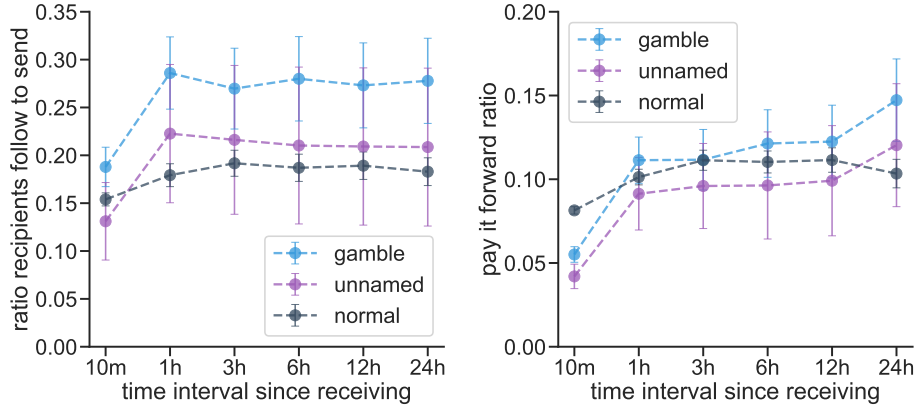 ratio recipients follow to send
0.35
0.30
0.25
0.20
0.15
0.10
0.05
0.00
gamble
unnamed
normal
10m 1h 3h 6h 12h 24h
time interval since receiving
pay it forward ratio
0.20
0.15
0.10
0.05
0.00
gamble
unnamed
normal
10m 1h 3h 6h 12h 24h
time interval since receiving